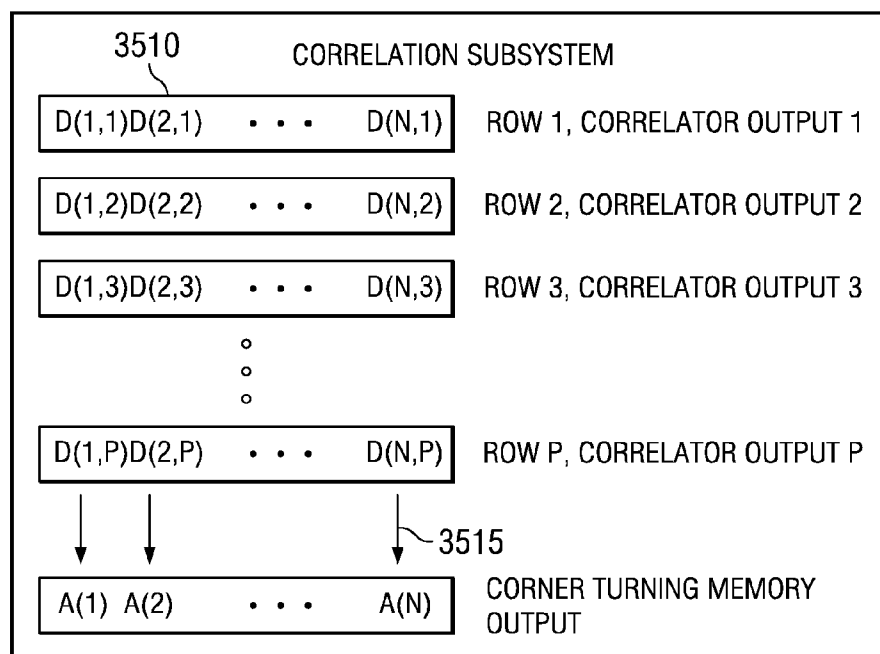 3510
CORRELATION SUBSYSTEM
D(1,1)D(2,1) • • • D(N,1) ROW 1, CORRELATOR OUTPUT 1
D(1,2)D(2,2) • • • D(N,2) ROW 2, CORRELATOR OUTPUT 2
D(1,3)D(2,3) • • • D(N,3) ROW 3, CORRELATOR OUTPUT 3
D(1,P)D(2,P) • • • D(N,P) ROW P, CORRELATOR OUTPUT P
3515
A(1) A(2) • • • A(N) CORNER TURNING MEMORY
OUTPUT